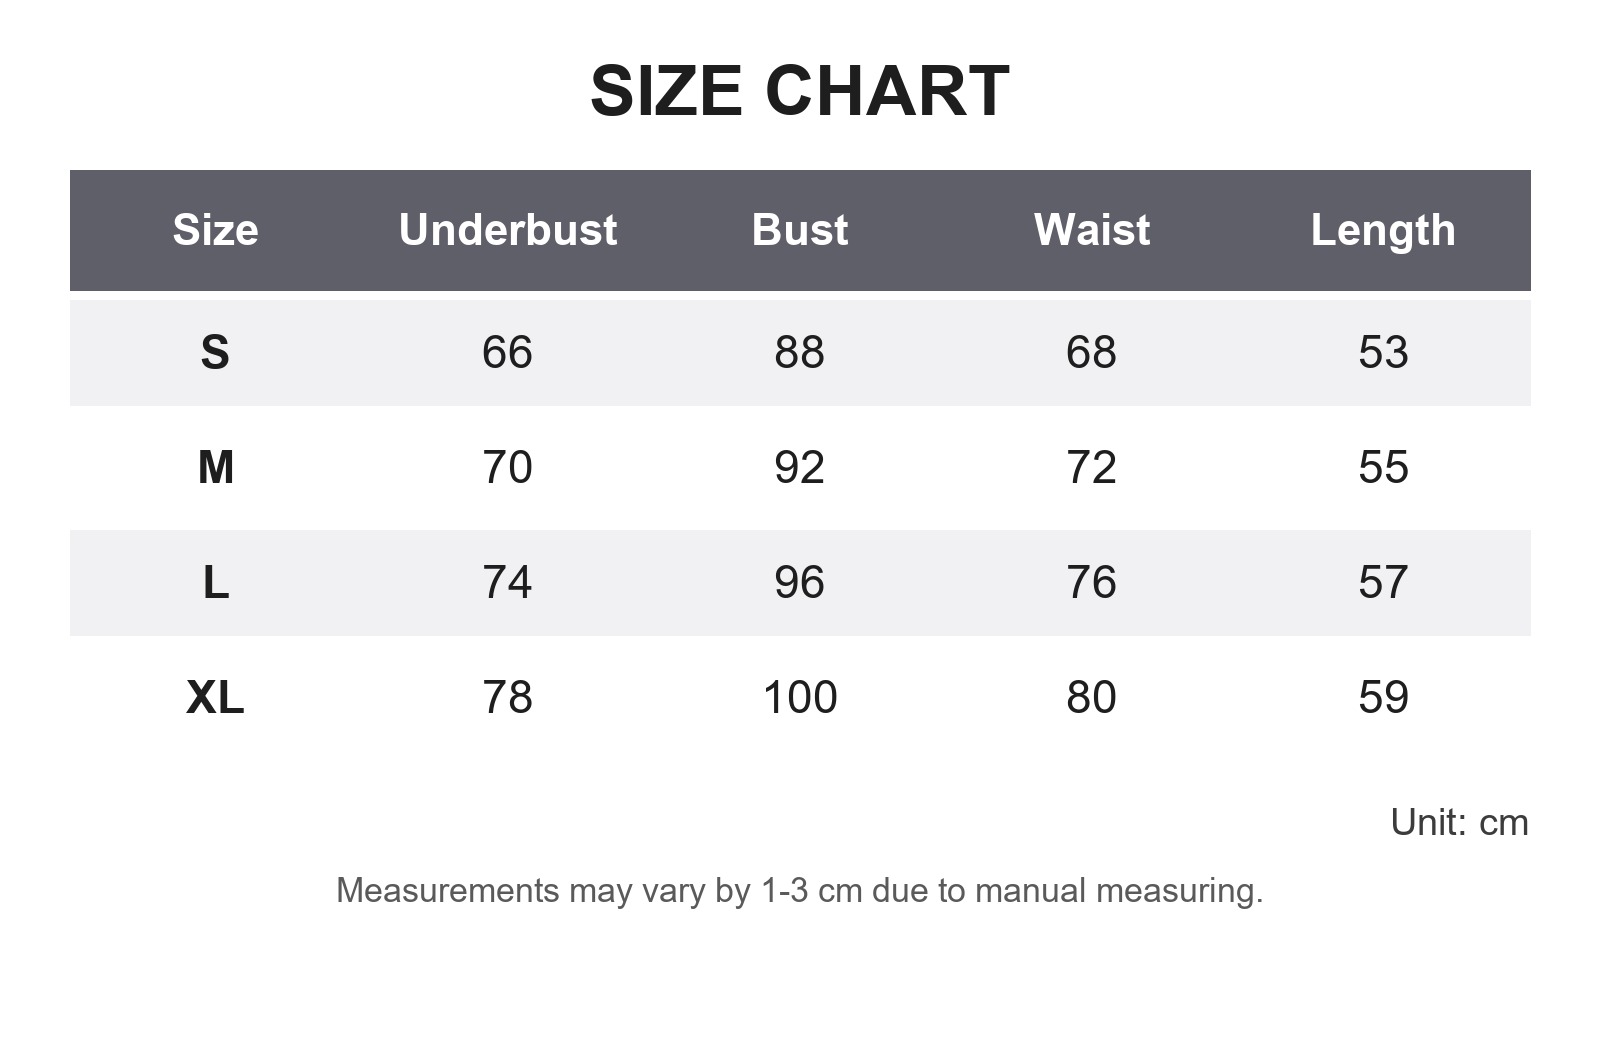 SIZE CHART
Size Underbust Bust Waist Length
S 66 88 68 53
M 70 92 72 55
L 74 96 76 57
XL 78 100 80 59
Unit: cm
Measurements may vary by 1-3 cm due to manual measuring.